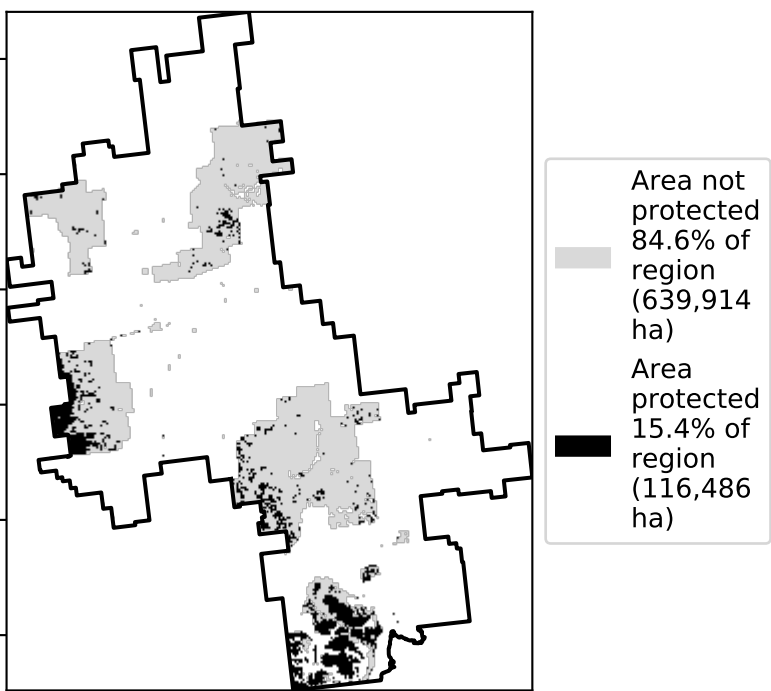 Area not
protected
84.6% of
region
(639,914
ha)
Area
protected
15.4% of
region
(116,486
ha)